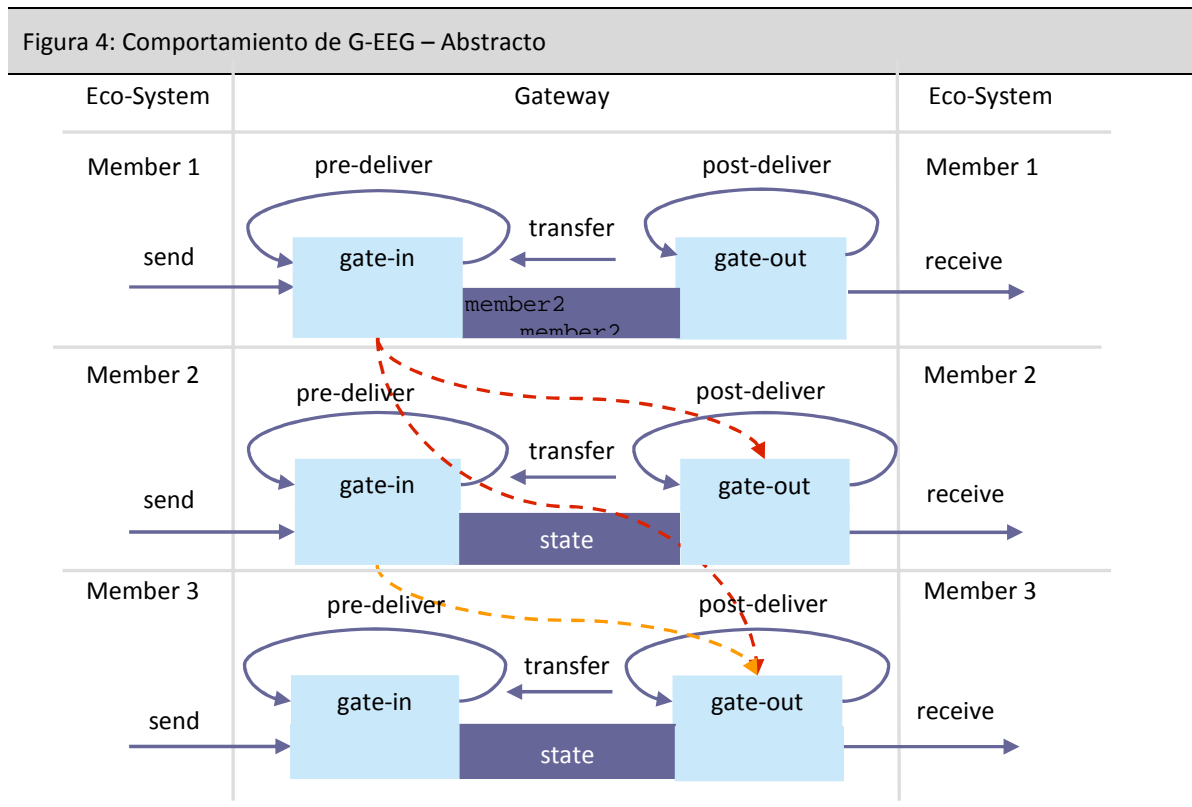 Figura 4: Comportamiento de G-EEG – Abstracto
Eco-System Gateway Eco-System
Member 1 pre-deliver post-deliver Member 1
transfer
send gate-in gate-out receive
member2
member2
Member 2 pre-deliver post-deliver Member 2
transfer
gate-in gate-out
send receive
state
Member 3 pre-deliver post-deliver Member 3
transfer
gate-in gate-out
send receive
state